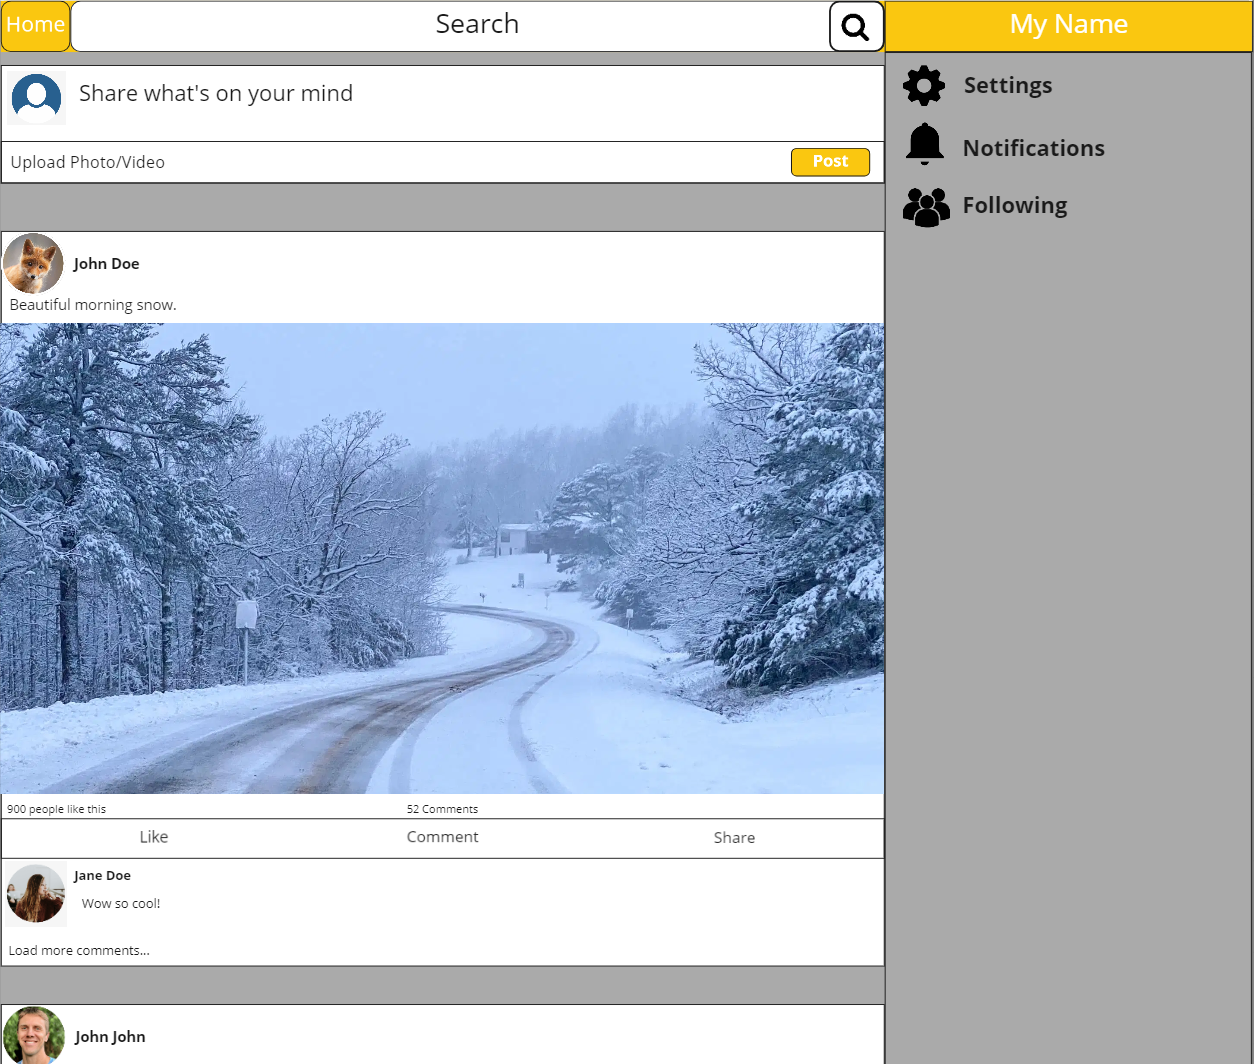 Home
Search
My Name
Share what's on your mind
Upload Photo/Video
Post
Settings
Notifications
Following
John Doe
Beautiful morning snow.
900 people like this
52 Comments
Like
Comment
Share
Jane Doe
Wow so cool!
Load more comments...
John John